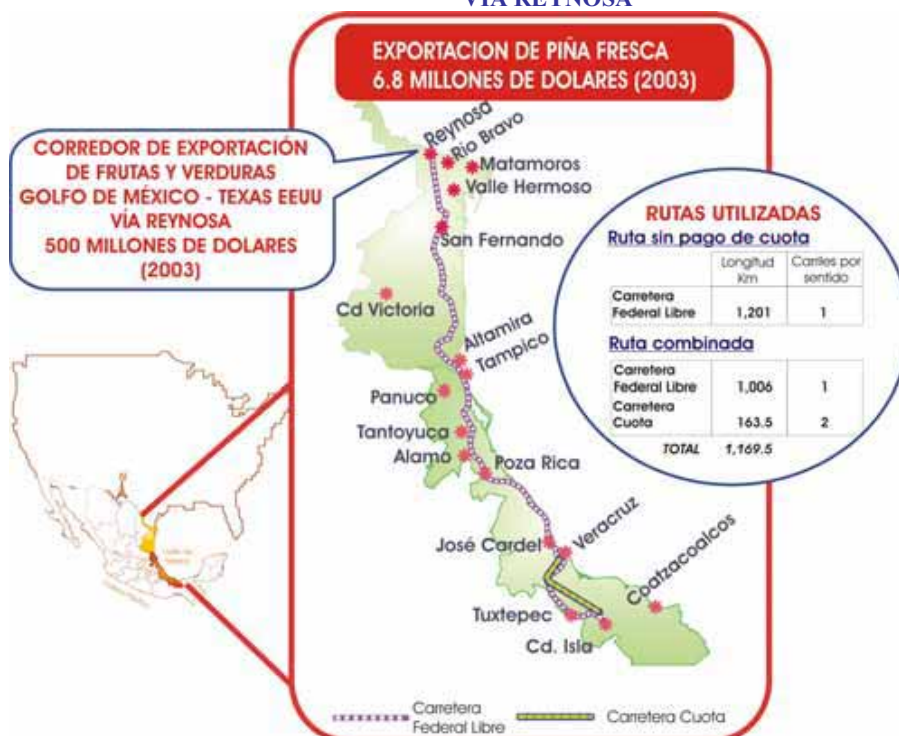 VÍA REYNOSA
EXPORTACION DE PIÑA FRESCA
6.8 MILLONES DE DOLARES (2003)
CORREDOR DE EXPORTACIÓN
DE FRUTAS Y VERDURAS
GOLFO DE MÉXICO - TEXAS EEUU
VÍA REYNOSA
500 MILLONES DE DOLARES
(2003)
Reynosa
Rio Bravo
Matamoros
Valle Hermoso
San Fernando
Cd Victoria
Altamira
Tampico
Panuco
Tantoyuca
Alamo
Poza Rica
José Cardel
Veracruz
Coatzacoalcos
Tuxtepec
Cd. Isla
RUTAS UTILIZADAS
Ruta sin pago de cuota
Longitud Km
Carriles por sentido
Carretera
Federal Libre 1,201 1
Ruta combinada
Carretera
Federal Libre 1,006 1
Carretera
Cuota 163.5 2
TOTAL 1,169.5
Carretera
Federal Libre
Carretera Cuota